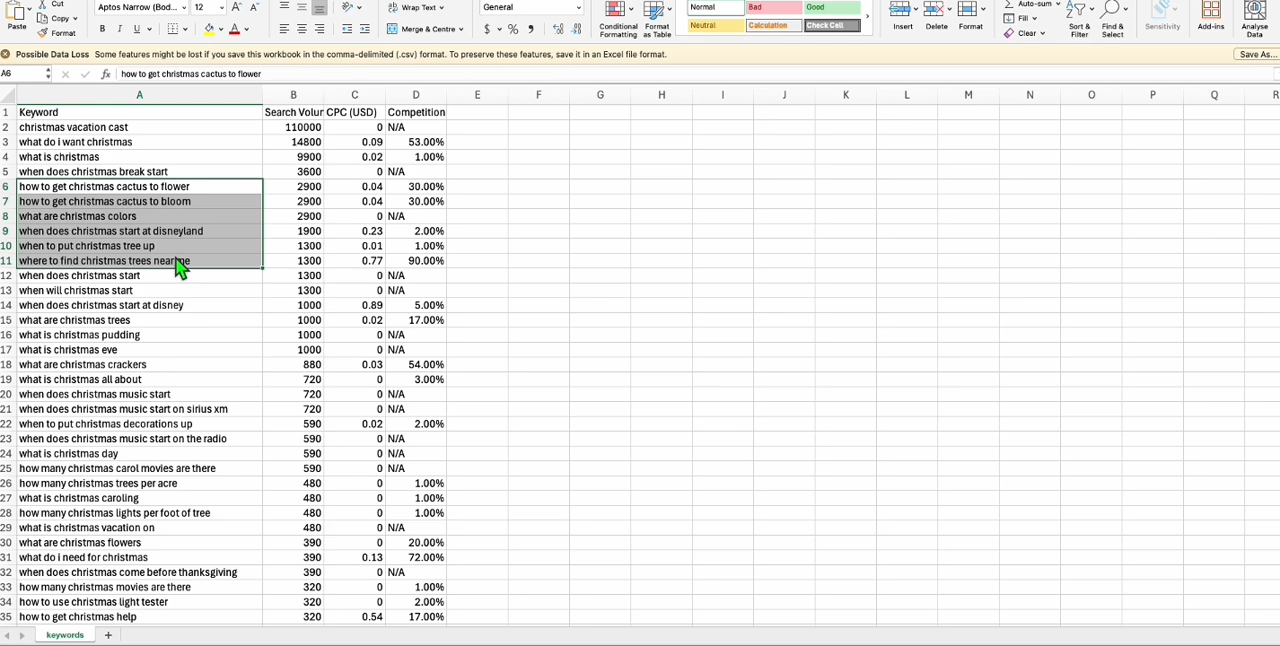 Cut
Aptos Narrow (Bod... 12 A^ A˅ Wrap Text General Normal Bad Good Auto-sum
Copy Fill
Paste Format B I U A Merge & Centre $ % Conditional Formatting Format as Table Neutral Calculation Check Cell Insert Delete Format Clear Sort & Filter Find & Select Sensitivity Add-ins Analyse Data
Possible Data Loss Some features might be lost if you save this workbook in the comma-delimited (.csv) format. To preserve these features, save it in an Excel file format. Save As...
A6 fx how to get christmas cactus to flower
A B C D E F G H I J K L M N O P Q R
1 Keyword Search Volur CPC (USD) Competition
2 christmas vacation cast 110000 0 N/A
3 what do i want christmas 14800 0.09 53.00%
4 what is christmas 9900 0.02 1.00%
5 when does christmas break start 3600 0 N/A
6 how to get christmas cactus to flower 2900 0.04 30.00%
7 how to get christmas cactus to bloom 2900 0.04 30.00%
8 what are christmas colors 2900 0 N/A
9 when does christmas start at disneyland 1900 0.23 2.00%
10 when to put christmas tree up 1300 0.01 1.00%
11 where to find christmas trees near me 1300 0.77 90.00%
12 when does christmas start 1300 0 N/A
13 when will christmas start 1300 0 N/A
14 when does christmas start at disney 1000 0.89 5.00%
15 what are christmas trees 1000 0.02 17.00%
16 what is christmas pudding 1000 0 N/A
17 what is christmas eve 1000 0 N/A
18 what are christmas crackers 880 0.03 54.00%
19 what is christmas all about 720 0 3.00%
20 when does christmas music start 720 0 N/A
21 when does christmas music start on sirius xm 720 0 N/A
22 when to put christmas decorations up 590 0.02 2.00%
23 when does christmas music start on the radio 590 0 N/A
24 what is christmas day 590 0 N/A
25 how many christmas carol movies are there 590 0 N/A
26 how many christmas trees per acre 480 0 1.00%
27 what is christmas caroling 480 0 1.00%
28 how many christmas lights per foot of tree 480 0 1.00%
29 what is christmas vacation on 480 0 N/A
30 what are christmas flowers 390 0 20.00%
31 what do i need for christmas 390 0.13 72.00%
32 when does christmas come before thanksgiving 390 0 N/A
33 how many christmas movies are there 320 0 1.00%
34 how to use christmas light tester 320 0 2.00%
35 how to get christmas help 320 0.54 17.00%
keywords +